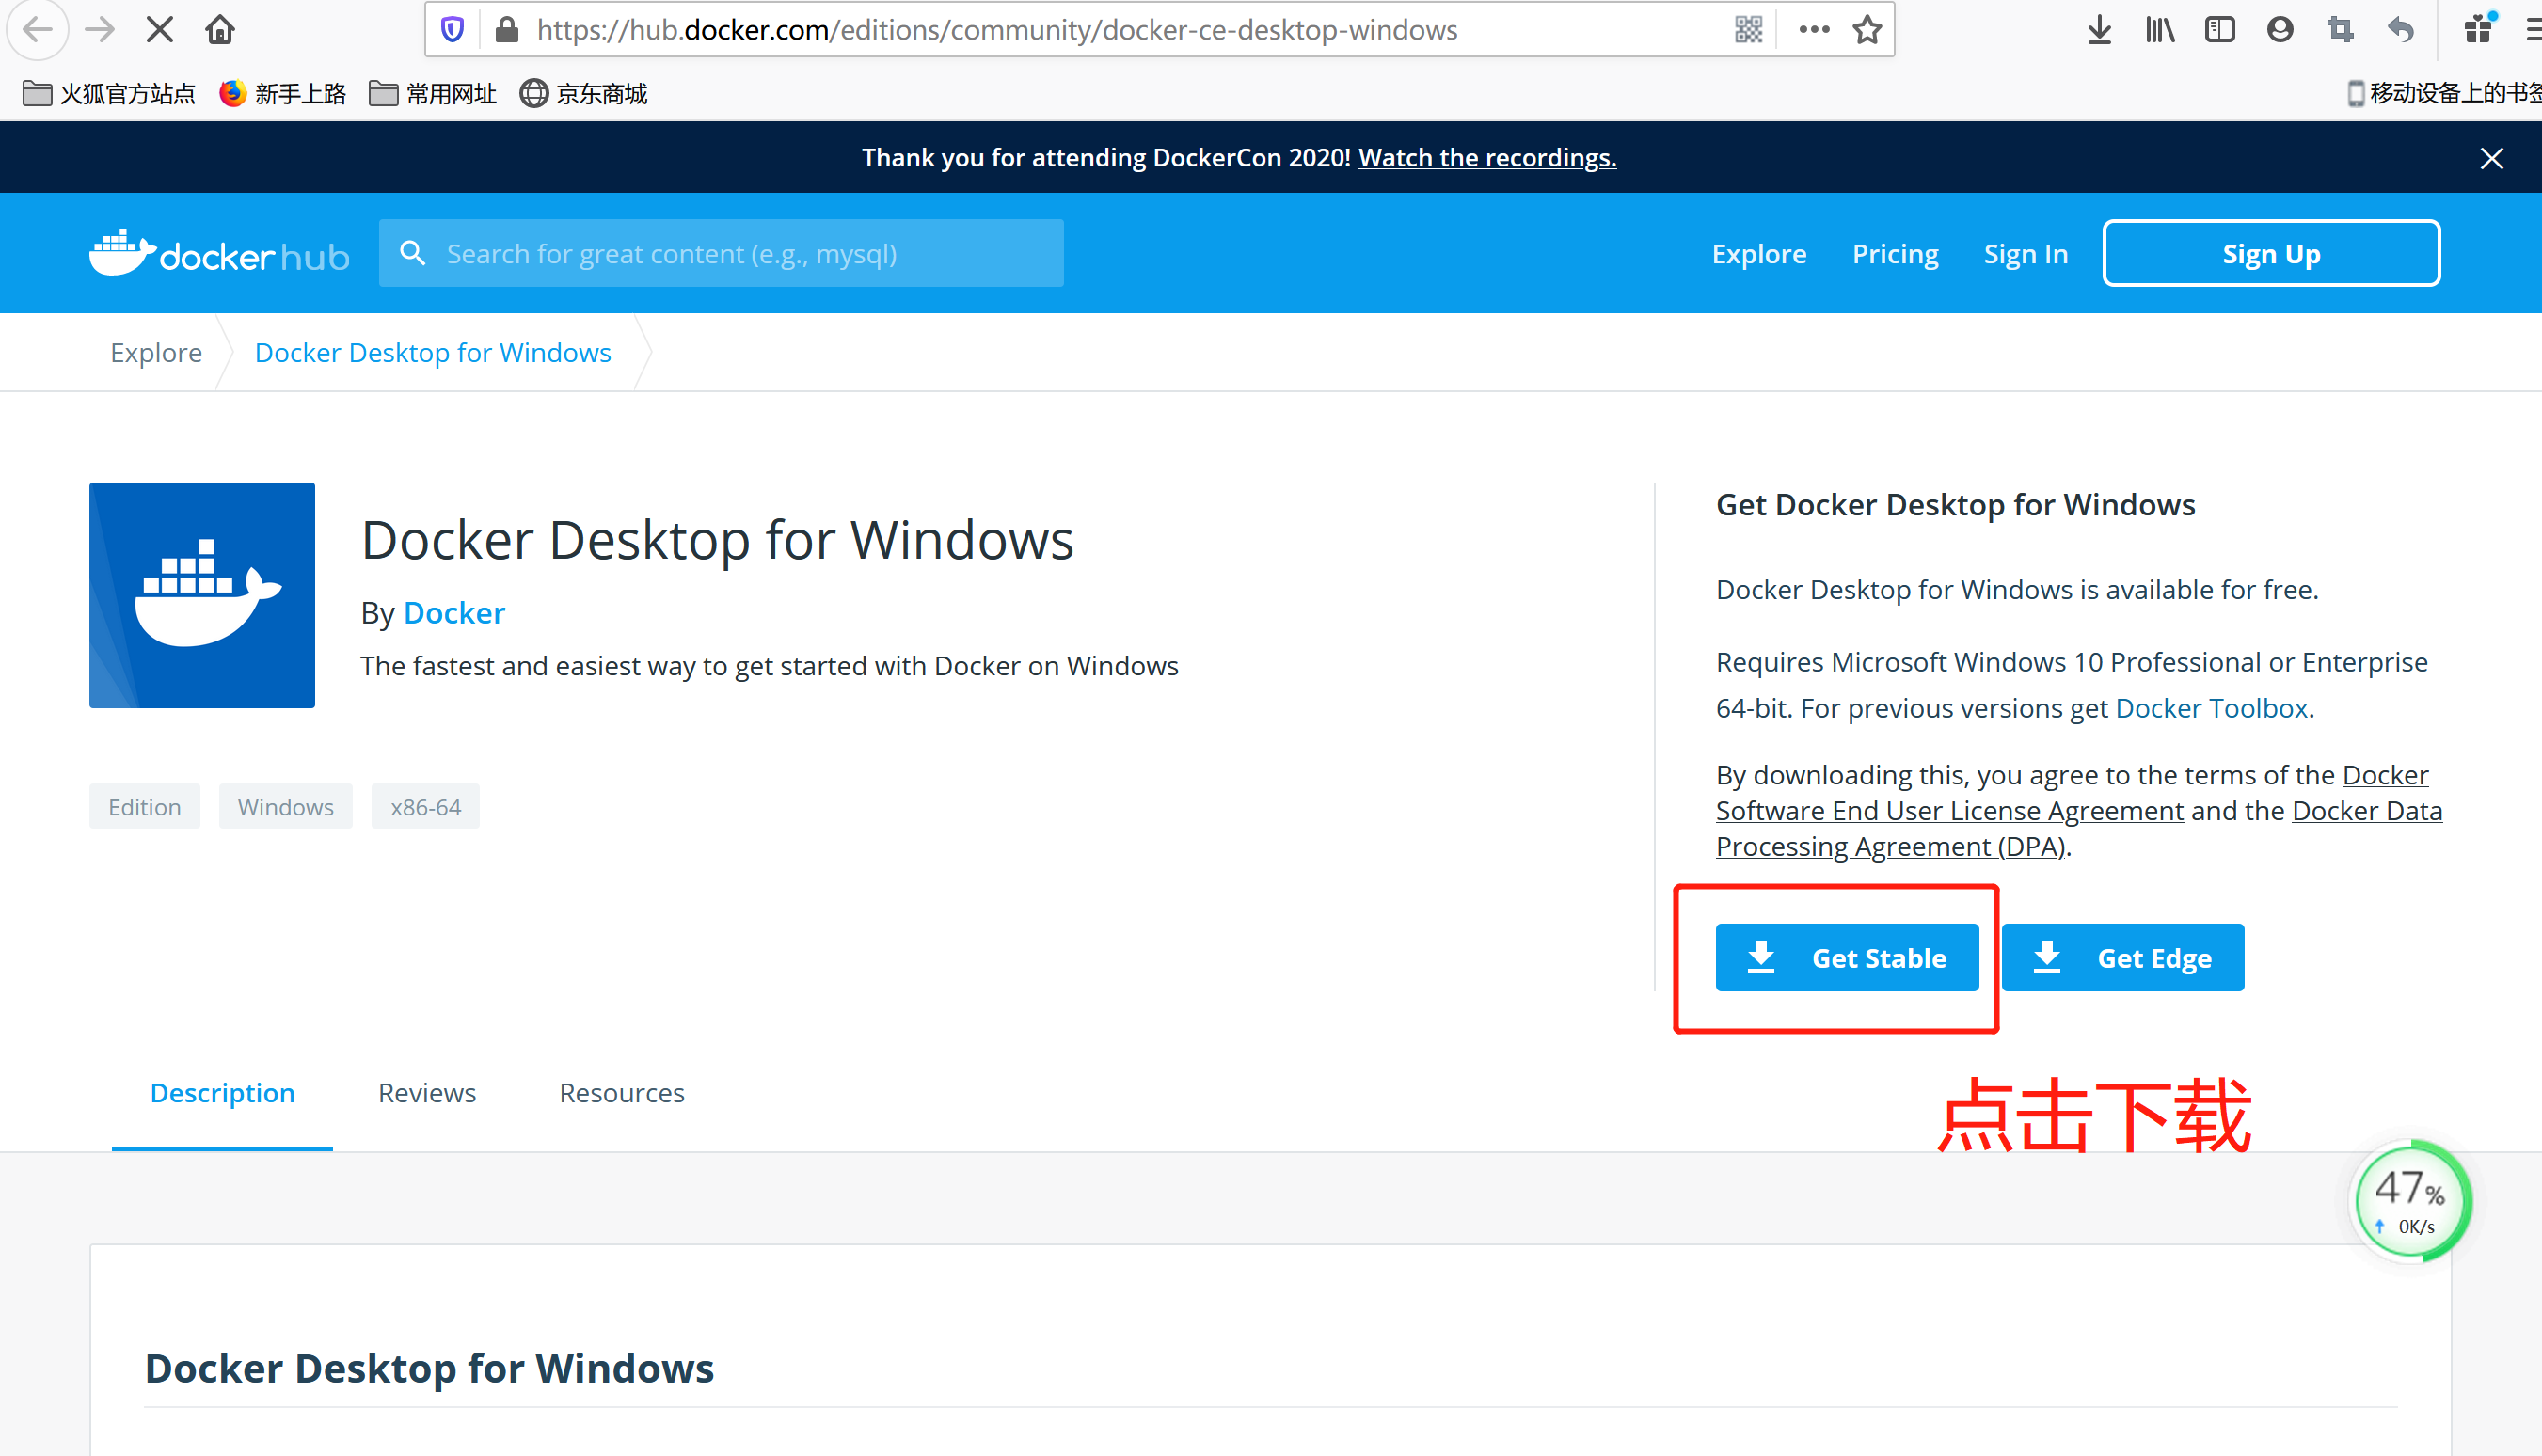 https://hub.docker.com/editions/community/docker-ce-desktop-windows
火狐官方站点 新手上路 常用网址 京东商城 移动设备上的书签
Thank you for attending DockerCon 2020! Watch the recordings.
docker hub Search for great content (e.g., mysql) Explore Pricing Sign In Sign Up
Explore Docker Desktop for Windows
Docker Desktop for Windows
By Docker
The fastest and easiest way to get started with Docker on Windows
Edition Windows x86-64
Get Docker Desktop for Windows
Docker Desktop for Windows is available for free.
Requires Microsoft Windows 10 Professional or Enterprise
64-bit. For previous versions get Docker Toolbox.
By downloading this, you agree to the terms of the Docker
Software End User License Agreement and the Docker Data
Processing Agreement (DPA).
Get Stable Get Edge
点击下载
Description Reviews Resources
47%
0K/s
Docker Desktop for Windows